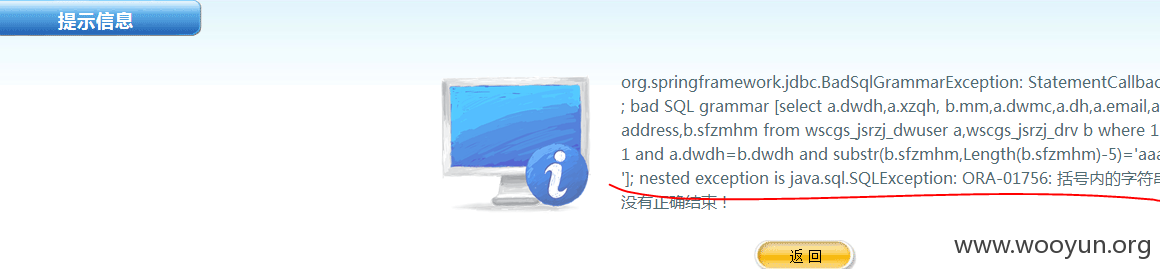 提示信息
org.springframework.jdbc.BadSqlGrammarException: StatementCallbac
; bad SQL grammar [select a.dwdh,a.xzqh, b.mm,a.dwmc,a.dh,a.email,a
address,b.sfzmhm from wscgs_jsrzj_dwuser a,wscgs_jsrzj_drv b where 1
1 and a.dwdh=b.dwdh and substr(b.sfzmhm,Length(b.sfzmhm)-5)='aaa
']; nested exception is java.sql.SQLException: ORA-01756: 括号内的字符串
没有正确结束！
返 回
www.wooyun.org